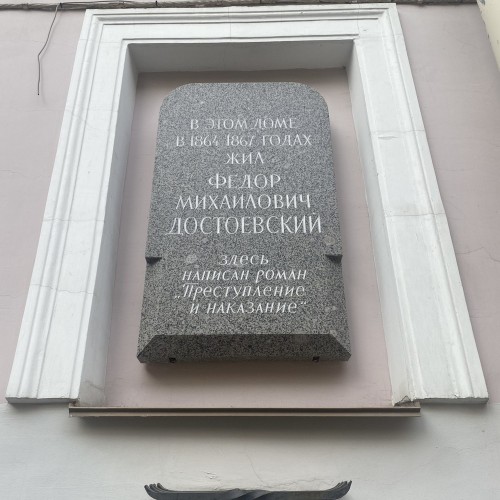 В ЭТОМ ДОМЕ
В 1864 1867 ГОДАХ
ЖИЛ
ФЕДОР
МИХАЙЛОВИЧ
ДОСТОЕВСКИЙ
ЗДЕСЬ
НАПИСАН РОМАН
„Преступление
и наказание“